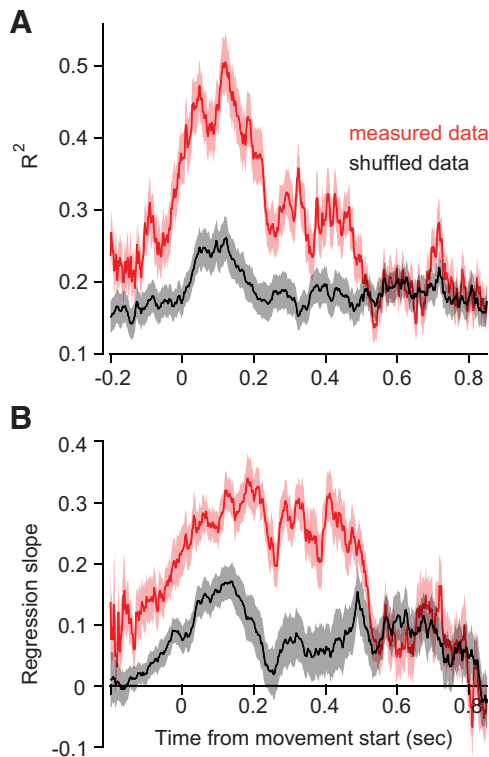 A
0.5
0.4
0.3
0.2
0.1
R2
measured data
shuffled data
-0.2 0 0.2 0.4 0.6 0.8
B
0.4
0.3
0.2
0.1
0
-0.1
Regression slope
0 0.2 0.4 0.6 0.8
Time from movement start (sec)